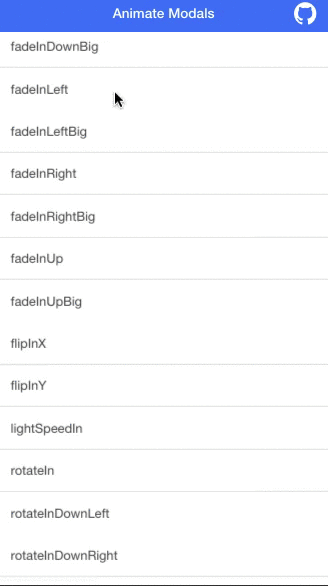 Animate Modals
fadeInDownBig
fadeInLeft
fadeInLeftBig
fadeInRight
fadeInRightBig
fadeInUp
fadeInUpBig
flipInX
flipInY
lightSpeedIn
rotateIn
rotateInDownLeft
rotateInDownRight